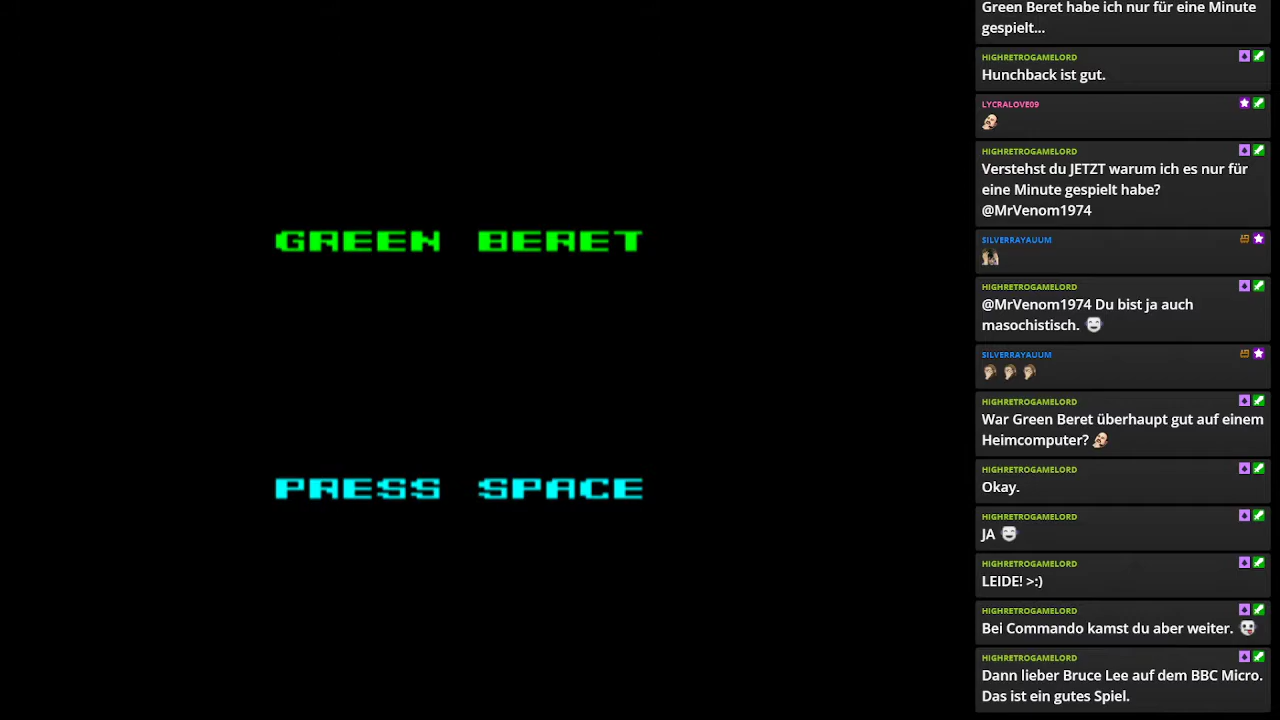 GREEN BERET
PRESS SPACE
Green Beret habe ich nur für eine Minute
gespielt...
HIGHRETROGAMELORD
Hunchback ist gut.
LYCRALOVE09
HIGHRETROGAMELORD
Verstehst du JETZT warum ich es nur für
eine Minute gespielt habe?
@MrVenom1974
SILVERRAYAUUM
HIGHRETROGAMELORD
@MrVenom1974 Du bist ja auch
masochistisch.
SILVERRAYAUUM
HIGHRETROGAMELORD
War Green Beret überhaupt gut auf einem
Heimcomputer?
HIGHRETROGAMELORD
Okay.
HIGHRETROGAMELORD
JA
HIGHRETROGAMELORD
LEIDE! >:)
HIGHRETROGAMELORD
Bei Commando kamst du aber weiter.
HIGHRETROGAMELORD
Dann lieber Bruce Lee auf dem BBC Micro.
Das ist ein gutes Spiel.